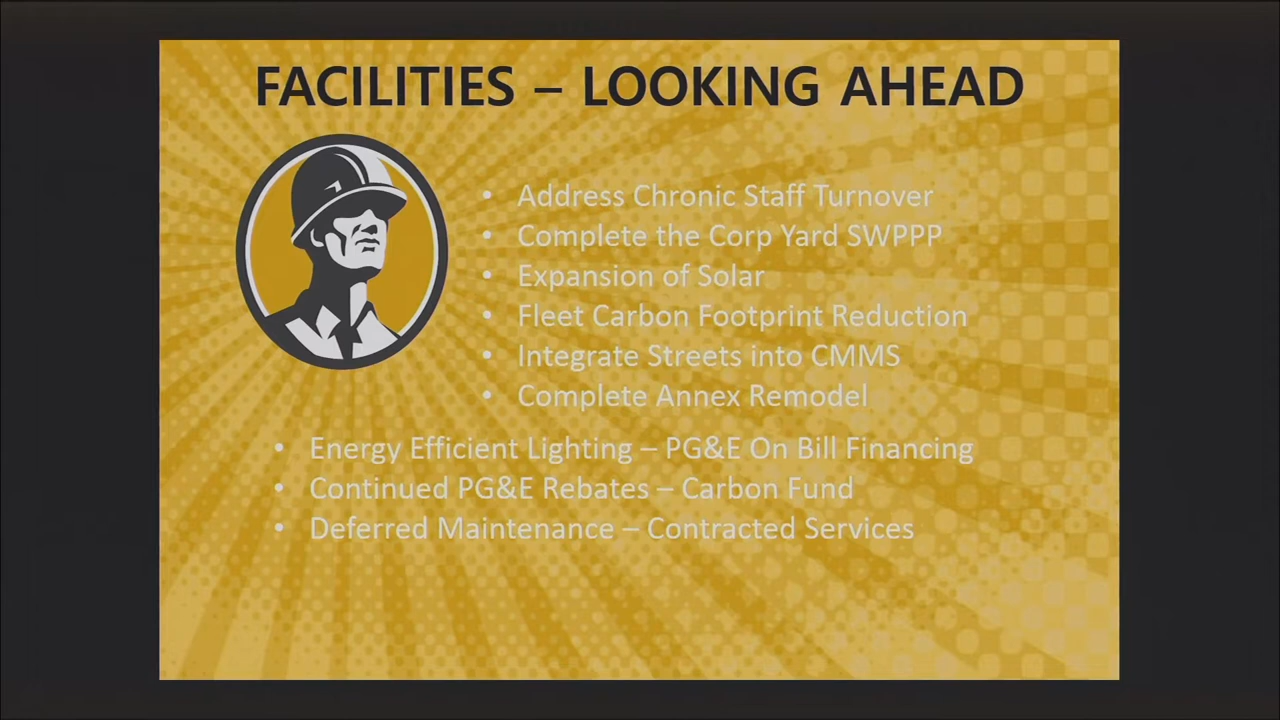 FACILITIES – LOOKING AHEAD
• Address Chronic Staff Turnover
• Complete the Corp Yard SWPPP
• Expansion of Solar
• Fleet Carbon Footprint Reduction
• Integrate Streets into CMMS
• Complete Annex Remodel
• Energy Efficient Lighting – PG&E On Bill Financing
• Continued PG&E Rebates – Carbon Fund
• Deferred Maintenance – Contracted Services